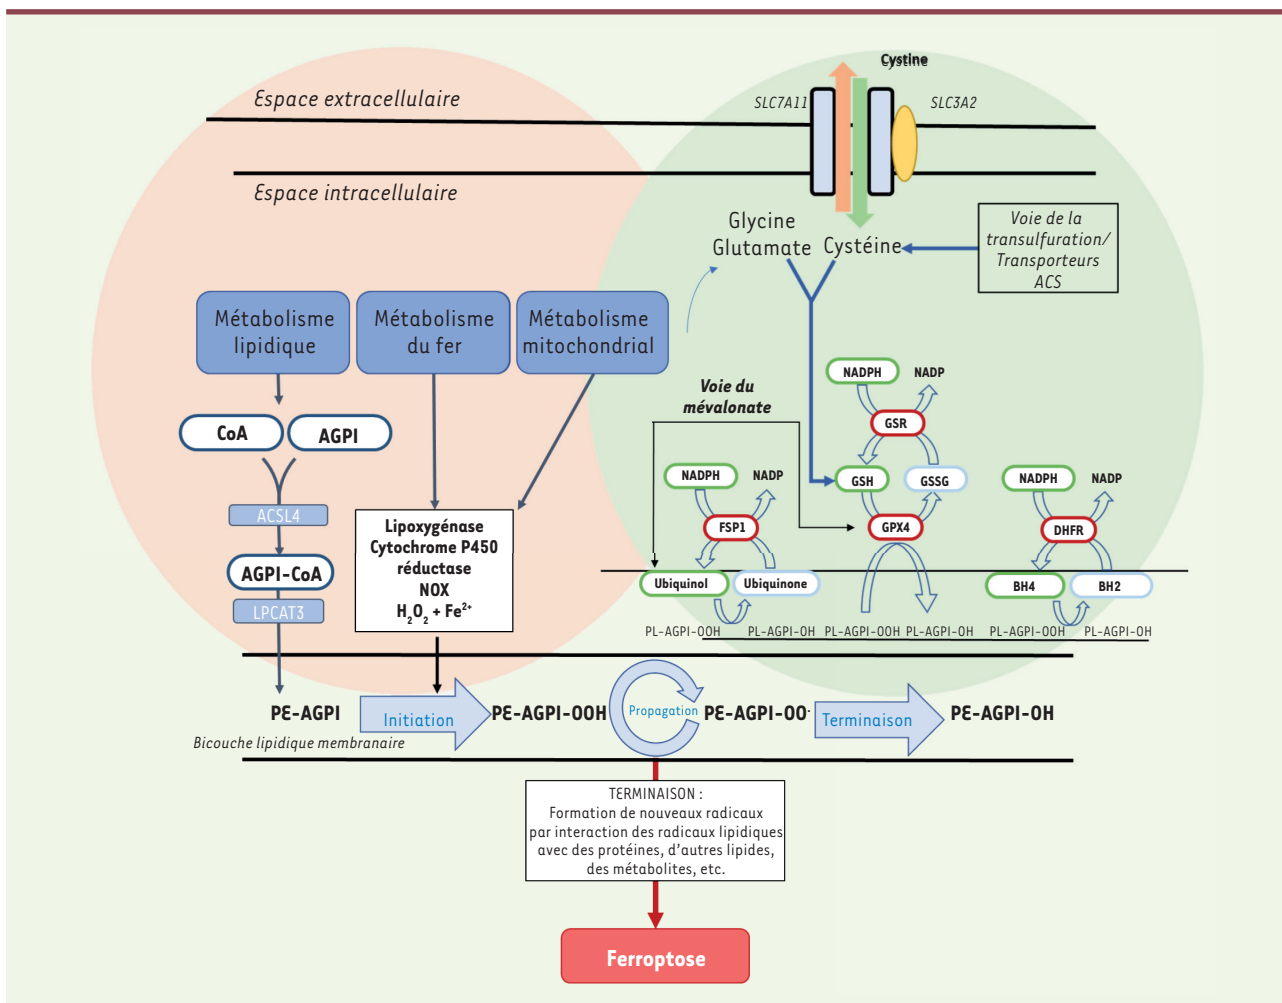 Cystine
Espace extracellulaire
SLC7A11
SLC3A2
Espace intracellulaire
Glycine
Glutamate
Cystéine
Voie de la
transulfuration/
Transporteurs
ACS
Métabolisme
lipidique
Métabolisme
du fer
Métabolisme
mitochondrial
CoA
AGPI
ACSL4
AGPI-CoA
LPCAT3
Lipoxygénase
Cytochrome P450
réductase
NOX
H₂O₂ + Fe²⁺
Voie du
mévalonate
NADPH
NADP
GSR
GSH
GSSG
GPX4
NADPH
NADP
FSP1
Ubiquinol
Ubiquinone
NADPH
NADP
DHFR
BH4
BH2
PL-AGPI-OOH
PL-AGPI-OH
PL-AGPI-OOH
PL-AGPI-OH
PL-AGPI-OOH
PL-AGPI-OH
PE-AGPI
Initiation
PE-AGPI-OOH
Propagation
PE-AGPI-OO·
Terminaison
PE-AGPI-OH
Bicouche lipidique membranaire
TERMINAISON :
Formation de nouveaux radicaux
par interaction des radicaux lipidiques
avec des protéines, d'autres lipides,
des métabolites, etc.
Ferroptose